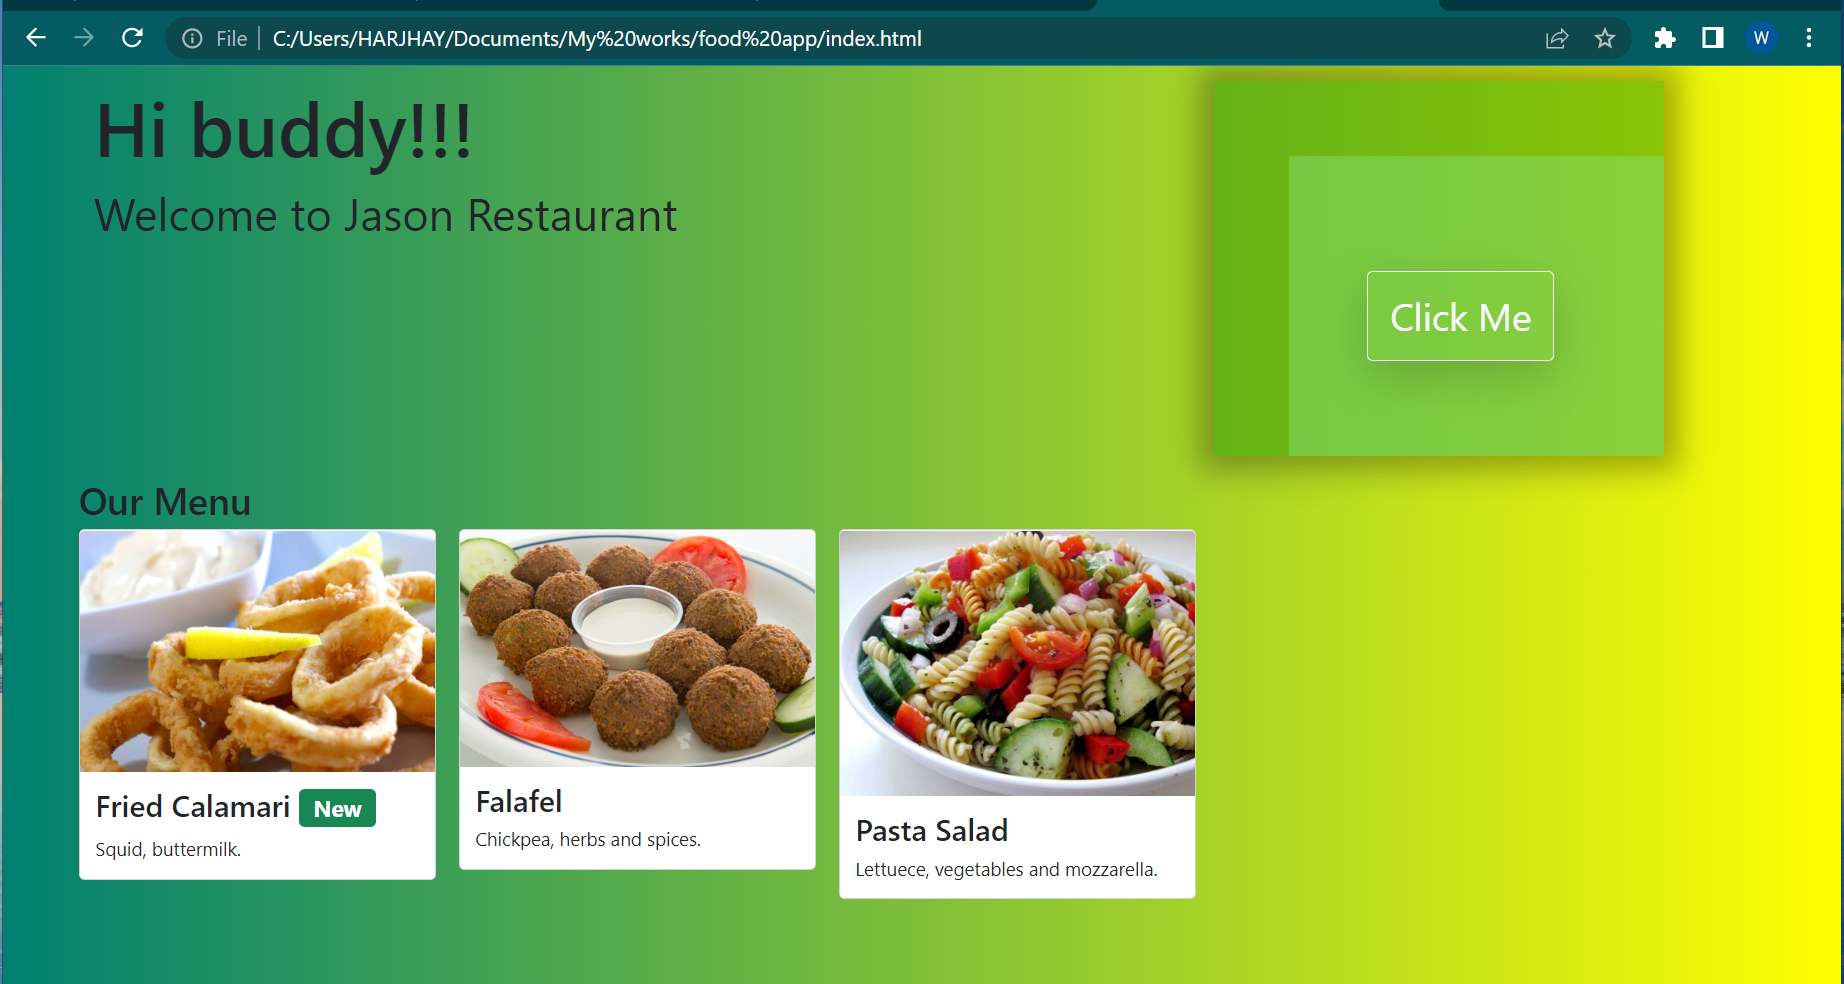 File
C:/Users/HARJHAY/Documents/My%20works/food%20app/index.html
W
Hi buddy!!!
Welcome to Jason Restaurant
Click Me
Our Menu
Fried Calamari New
Squid, buttermilk.
Falafel
Chickpea, herbs and spices.
Pasta Salad
Lettuece, vegetables and mozzarella.